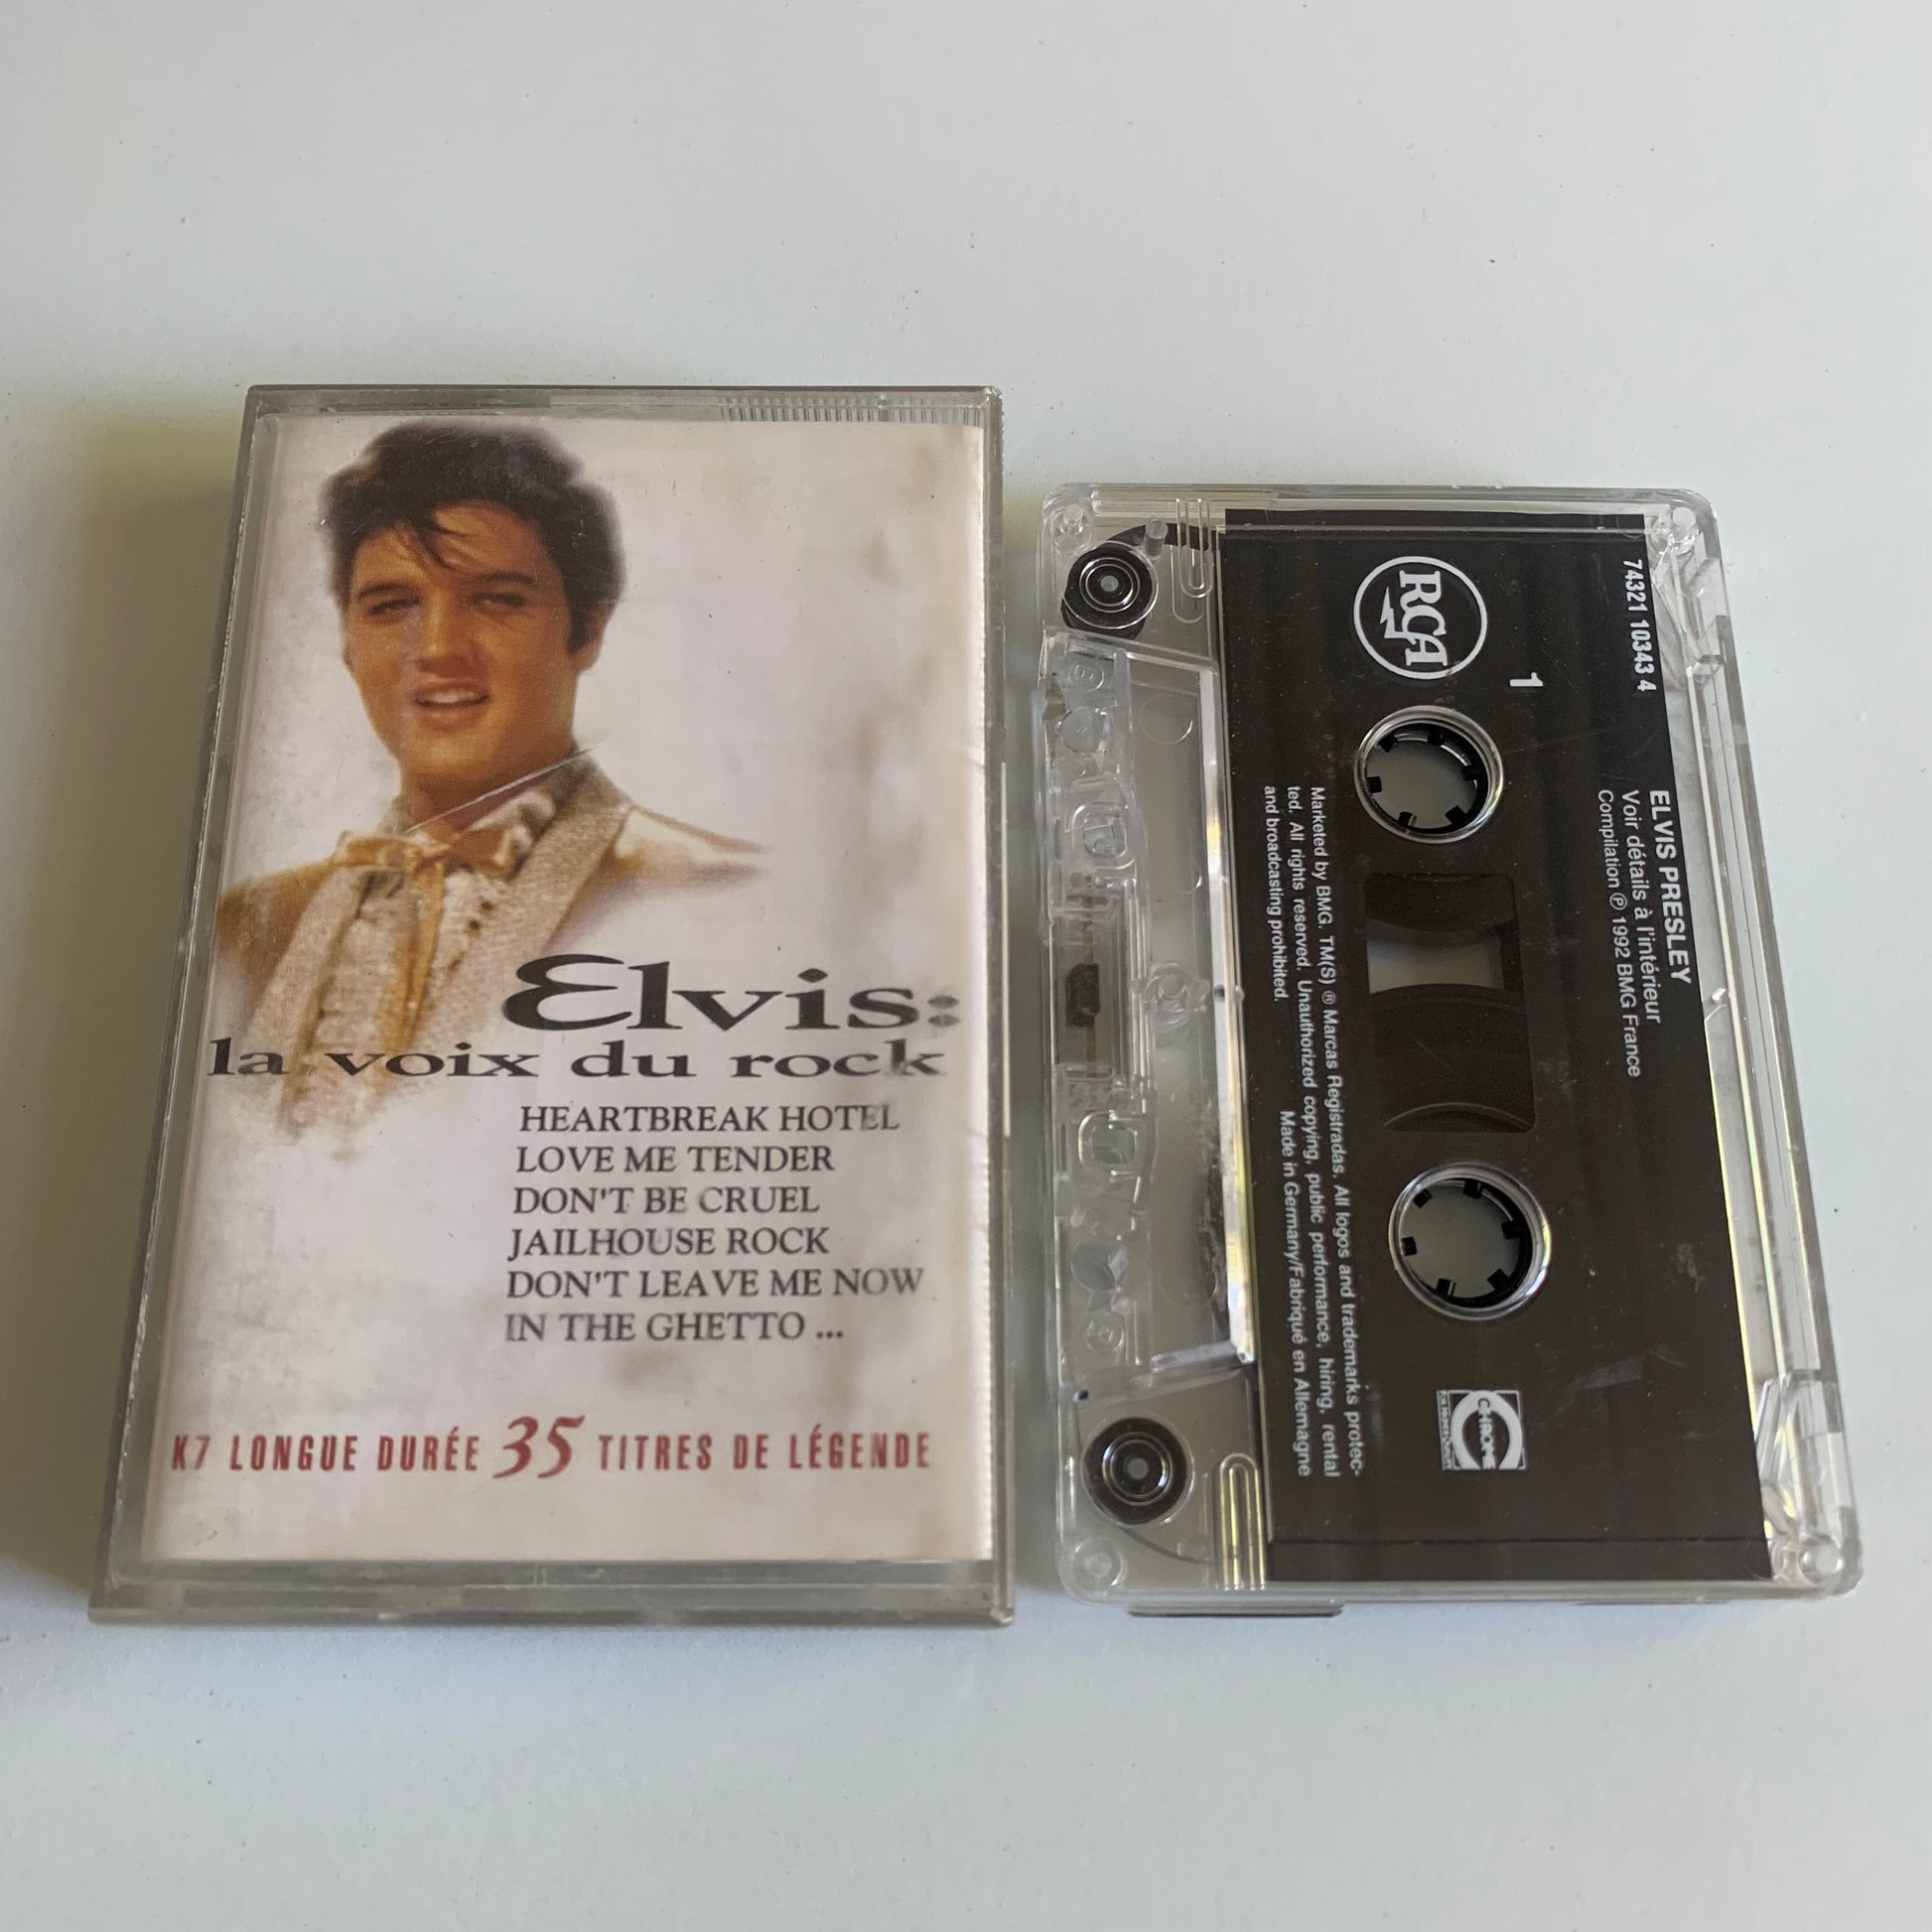 Elvis:
la voix du rock
HEARTBREAK HOTEL
LOVE ME TENDER
DON'T BE CRUEL
JAILHOUSE ROCK
DON'T LEAVE ME NOW
IN THE GHETTO ...
K7 LONGUE DURÉE 35 TITRES DE LÉGENDE
74321 10343 4
ELVIS PRESLEY
Voir détails à l'intérieur
Compilation ℗ 1992 BMG France
1
RCA
CHROME
Marketed by BMG. TM(S) ® Marcas Registradas. All logos and trademarks protec-
ted. All rights reserved. Unauthorized copying, public performance, hiring, rental
and broadcasting prohibited.
Made in Germany/Fabriqué en Allemagne